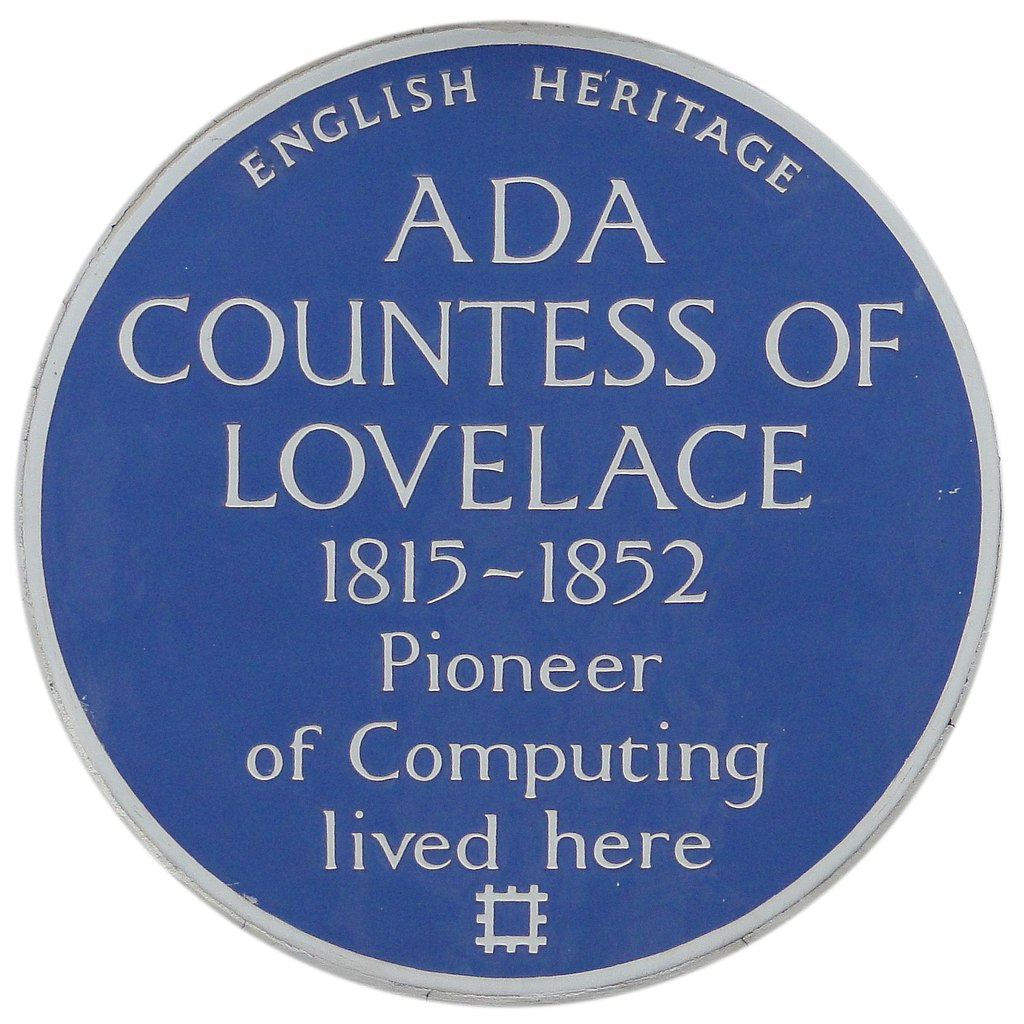 ENGLISH HERITAGE
ADA
COUNTESS OF
LOVELACE
1815–1852
Pioneer
of Computing
lived here